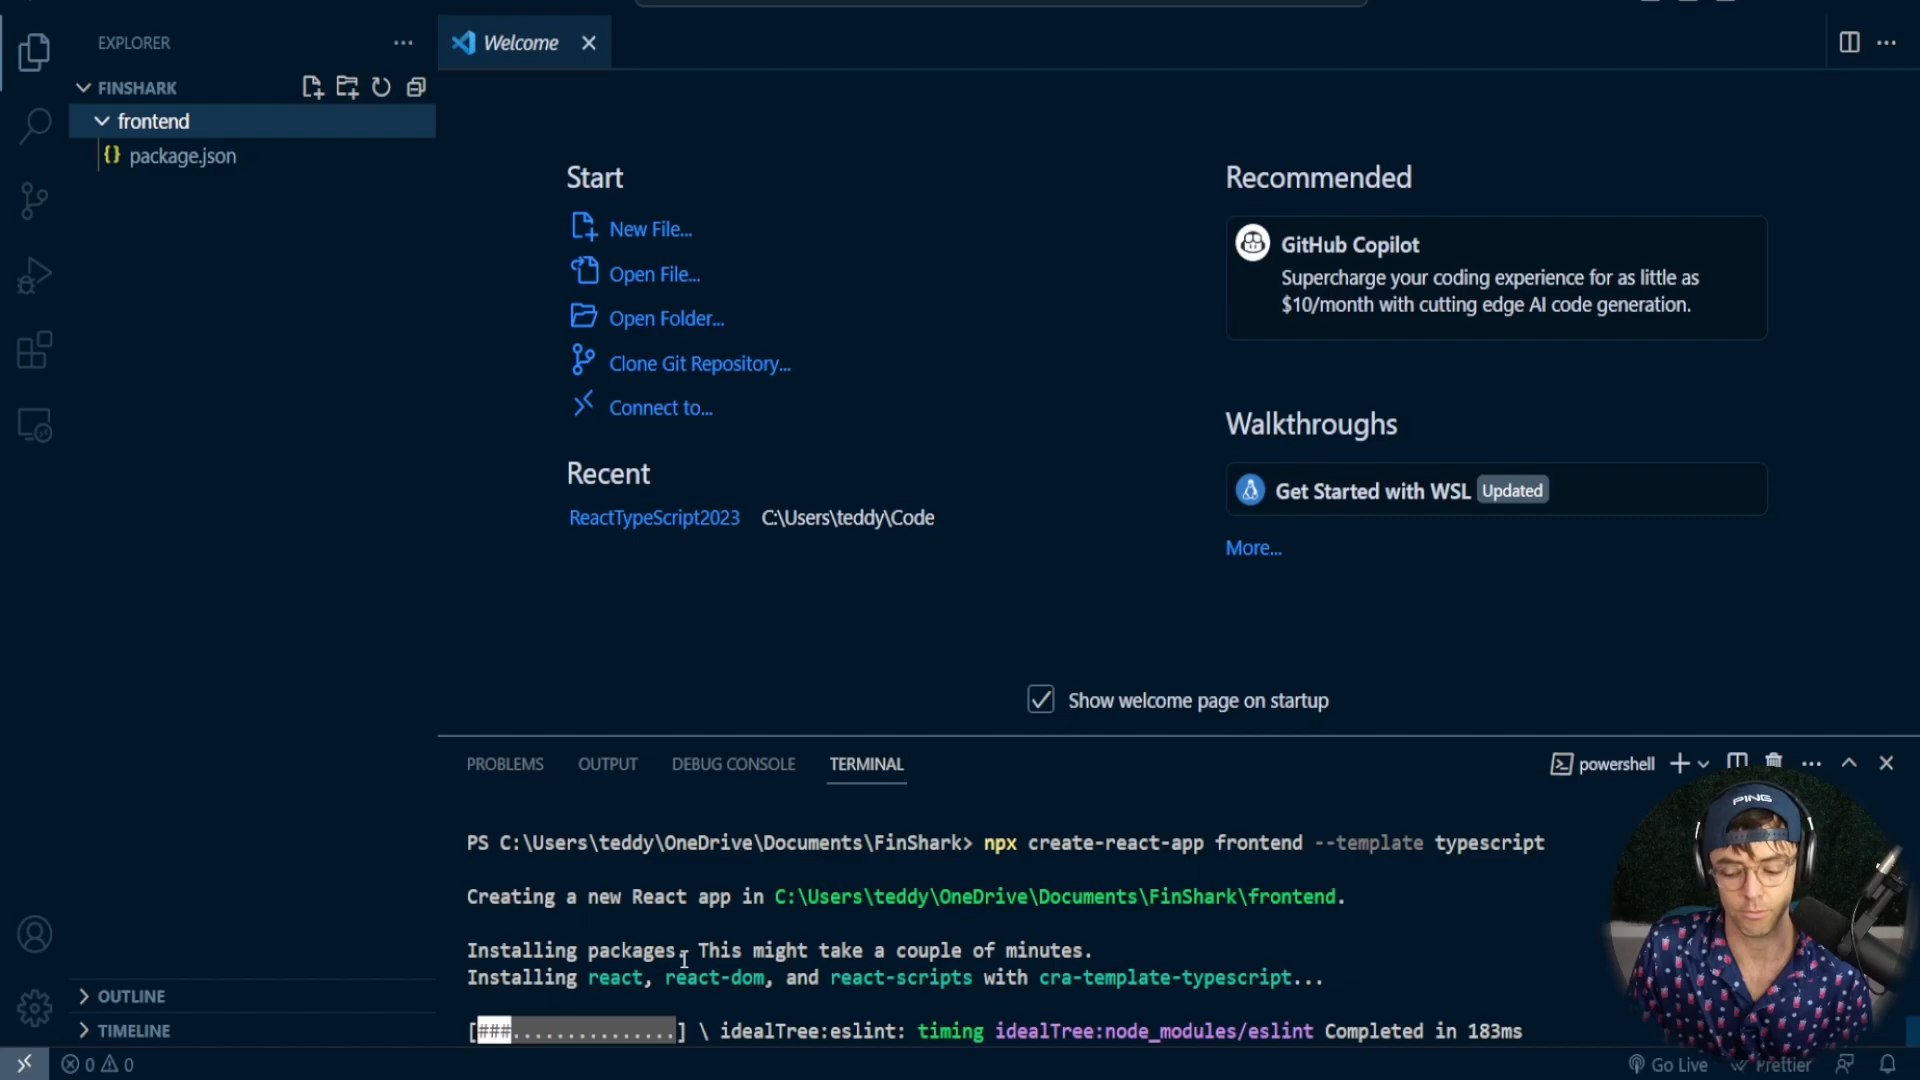 EXPLORER
FINSHARK
frontend
{} package.json
OUTLINE
TIMELINE
Welcome
Start
New File...
Open File...
Open Folder...
Clone Git Repository...
Connect to...
Recent
ReactTypeScript2023 C:\Users\teddy\Code
Recommended
GitHub Copilot
Supercharge your coding experience for as little as
$10/month with cutting edge AI code generation.
Walkthroughs
Get Started with WSL Updated
More...
Show welcome page on startup
PROBLEMS OUTPUT DEBUG CONSOLE TERMINAL
powershell
PS C:\Users\teddy\OneDrive\Documents\FinShark> npx create-react-app frontend --template typescript
Creating a new React app in C:\Users\teddy\OneDrive\Documents\FinShark\frontend.
Installing packages. This might take a couple of minutes.
Installing react, react-dom, and react-scripts with cra-template-typescript...
[###...............] \ idealTree:eslint: timing idealTree:node_modules/eslint Completed in 183ms
PING
0 0
Go Live Prettier